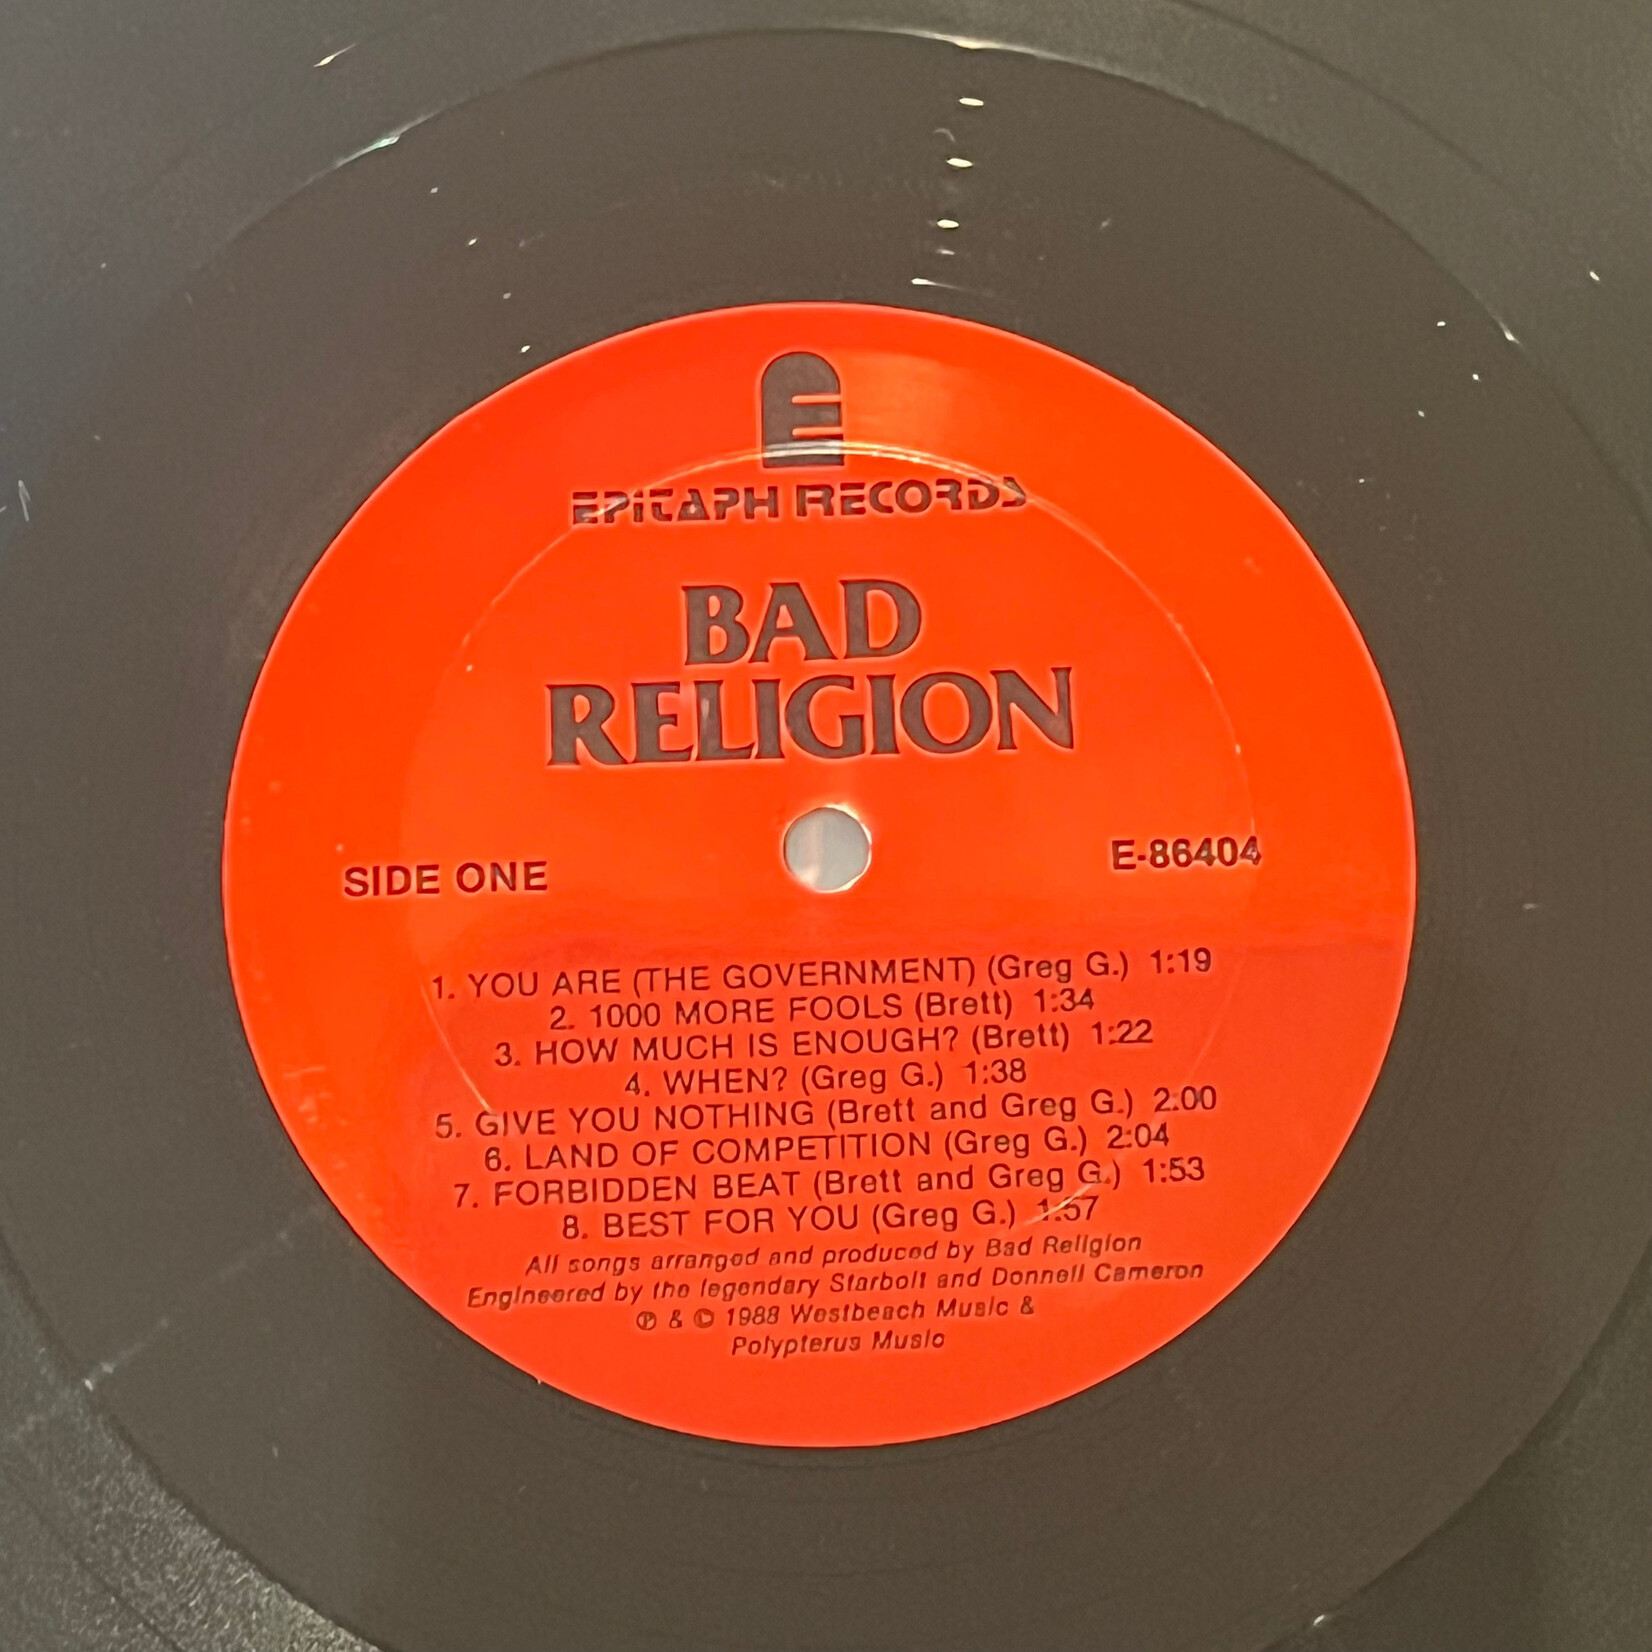 E
EPITAPH RECORDS
BAD
RELIGION
SIDE ONE
E-86404
1. YOU ARE (THE GOVERNMENT) (Greg G.) 1:19
2. 1000 MORE FOOLS (Brett) 1:34
3. HOW MUCH IS ENOUGH? (Brett) 1:22
4. WHEN? (Greg G.) 1:38
5. GIVE YOU NOTHING (Brett and Greg G.) 2:00
6. LAND OF COMPETITION (Greg G.) 2:04
7. FORBIDDEN BEAT (Brett and Greg G.) 1:53
8. BEST FOR YOU (Greg G.) 1:57
All songs arranged and produced by Bad Religion
Engineered by the legendary Starbolt and Donnell Cameron
℗ & © 1988 Westbeach Music &
Polypterus Music